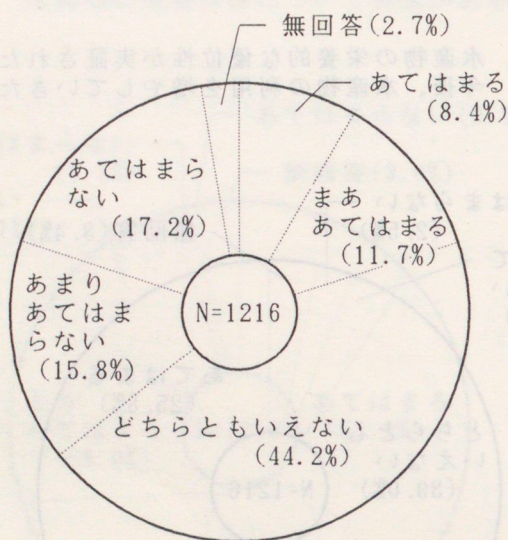 無回答(2.7%)
あてはまる
(8.4%)
まあ
あてはまる
(11.7%)
どちらともいえない
(44.2%)
あまり
あてはま
らない
(15.8%)
あてはまら
ない
(17.2%)
N=1216